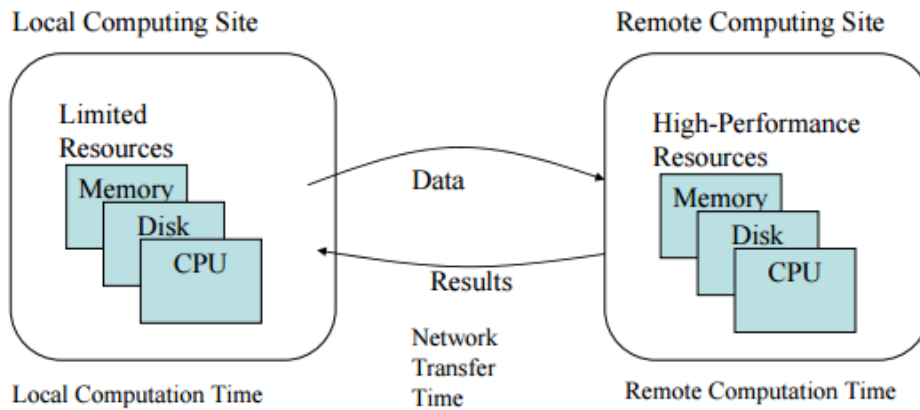 Local Computing Site
Remote Computing Site
Limited
Resources
Memory
Disk
CPU
Data
Results
Network
Transfer
Time
High-Performance
Resources
Memory
Disk
CPU
Local Computation Time
Remote Computation Time